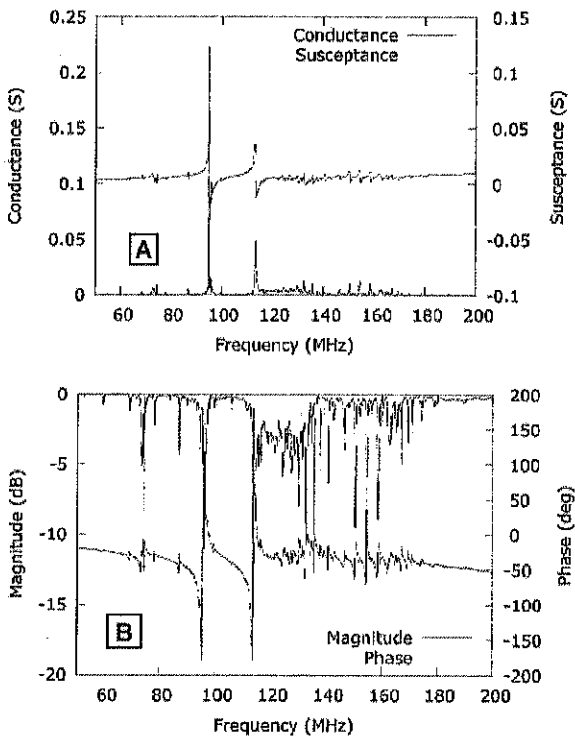 0.25
0.2
0.15
0.1
0.05
0
Conductance (S)
0.15
0.1
0.05
0
-0.05
-0.1
Susceptance (S)
Conductance
Susceptance
A
60 80 100 120 140 160 180 200
Frequency (MHz)
0
-5
-10
-15
-20
Magnitude (dB)
200
150
100
50
0
-50
-100
-150
-200
Phase (deg)
B
Magnitude
Phase
60 80 100 120 140 160 180 200
Frequency (MHz)